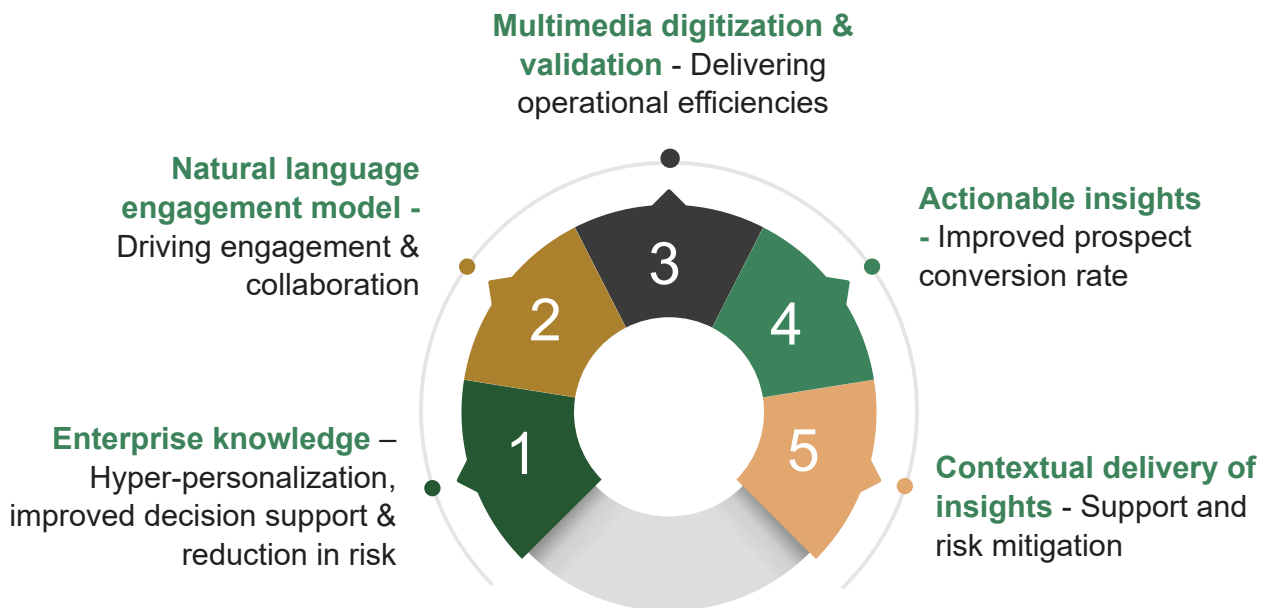 Multimedia digitization &
validation - Delivering
operational efficiencies
Natural language
engagement model -
Driving engagement &
collaboration
Actionable insights
- Improved prospect
conversion rate
Enterprise knowledge –
Hyper-personalization,
improved decision support &
reduction in risk
Contextual delivery of
insights - Support and
risk mitigation
1
2
3
4
5